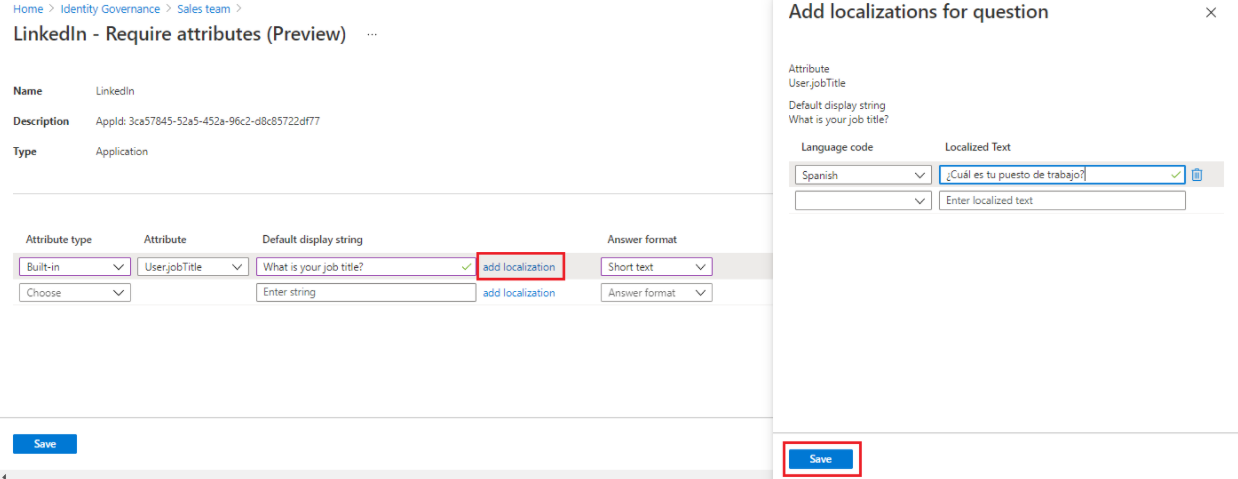 Home > Identity Governance > Sales team >
LinkedIn - Require attributes (Preview) ...
Name LinkedIn
Description AppId: 3ca57845-52a5-452a-96c2-d8c85722df77
Type Application
Attribute type Attribute Default display string Answer format
Built-in User.jobTitle What is your job title? add localization Short text
Choose Enter string add localization Answer format
Save
Add localizations for question
Attribute
User.jobTitle
Default display string
What is your job title?
Language code Localized Text
Spanish ¿Cuál es tu puesto de trabajo?
Enter localized text
Save